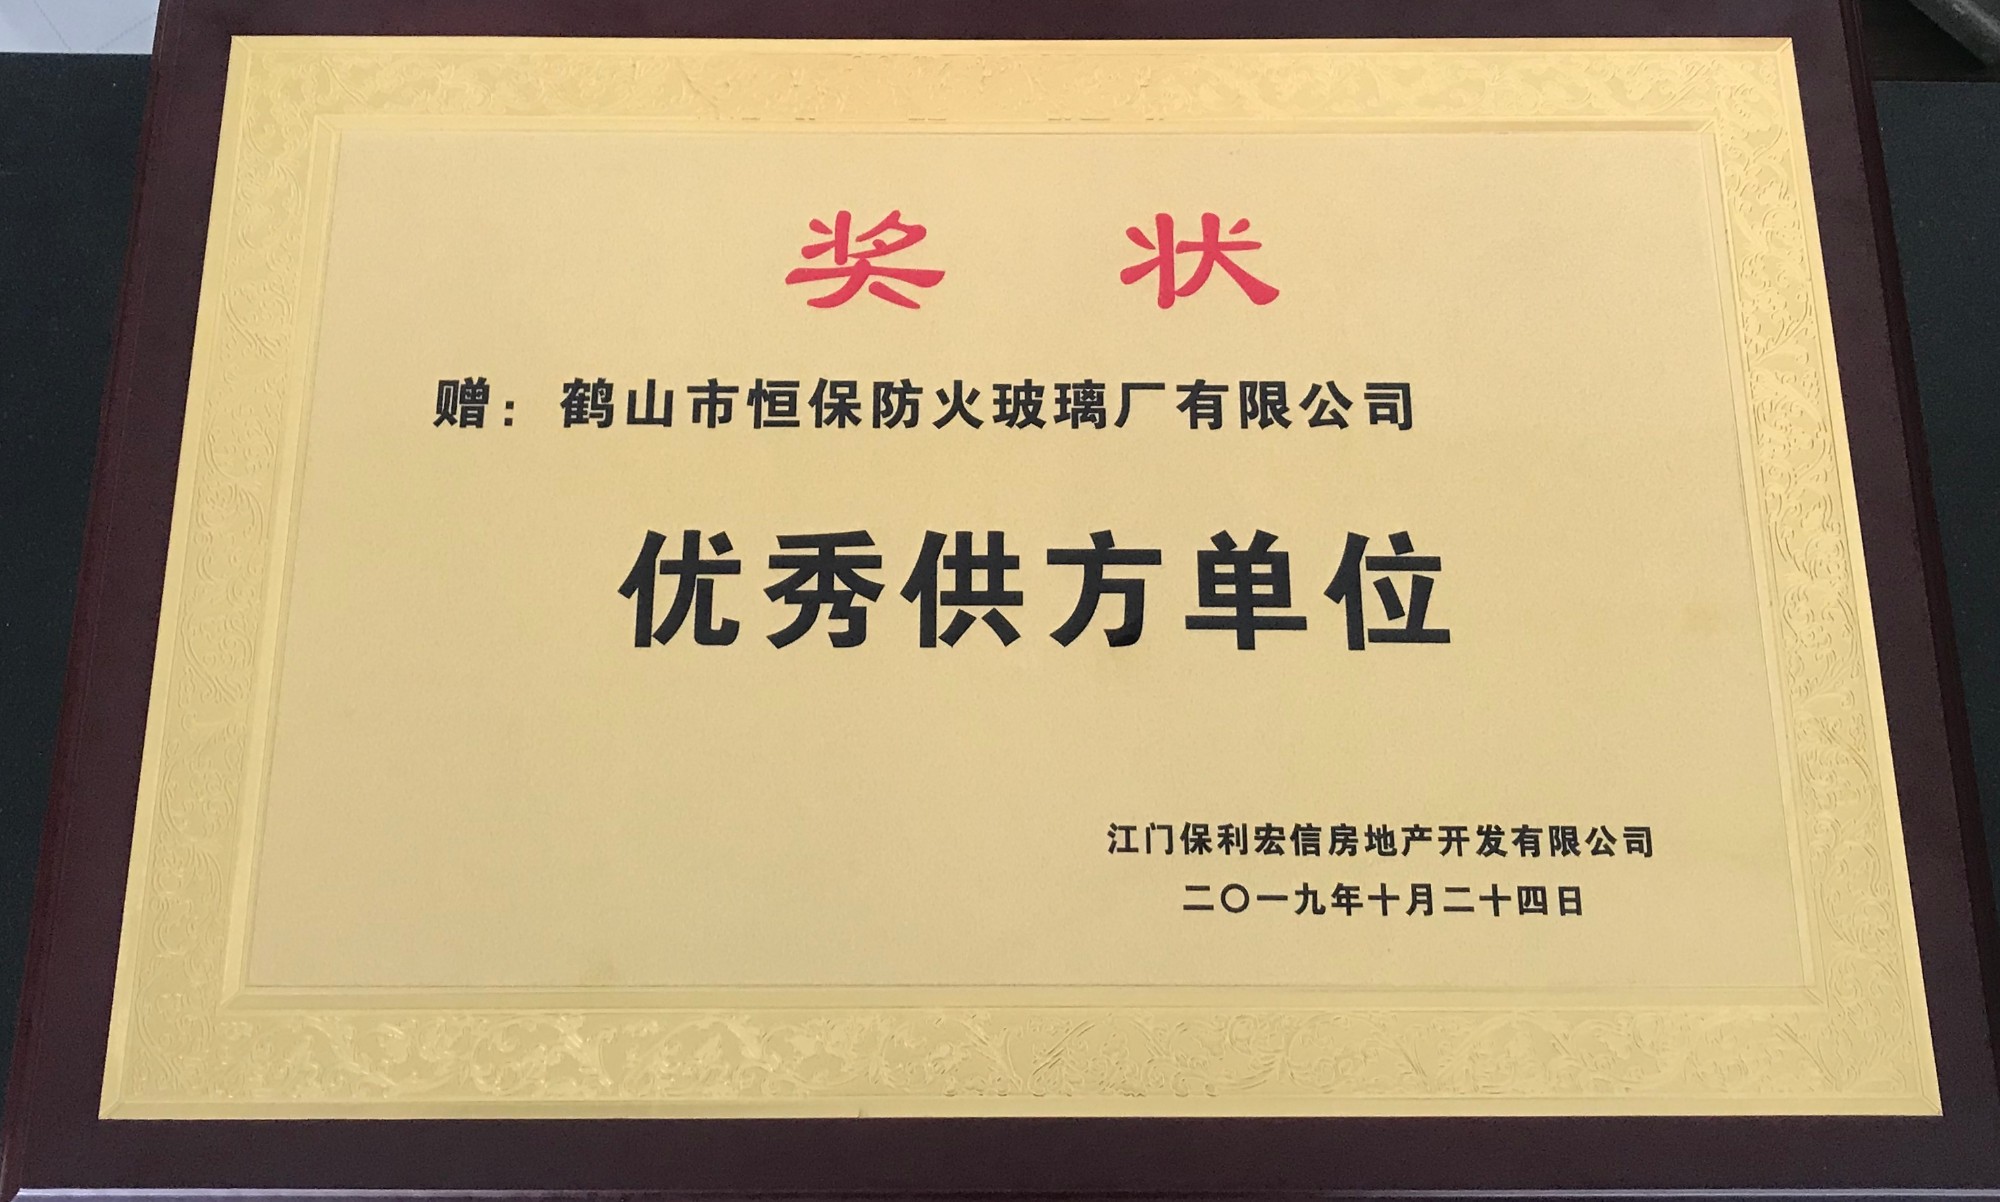 奖 状
赠：鹤山市恒保防火玻璃厂有限公司
优秀供方单位
江门保利宏信房地产开发有限公司
二〇一九年十月二十四日